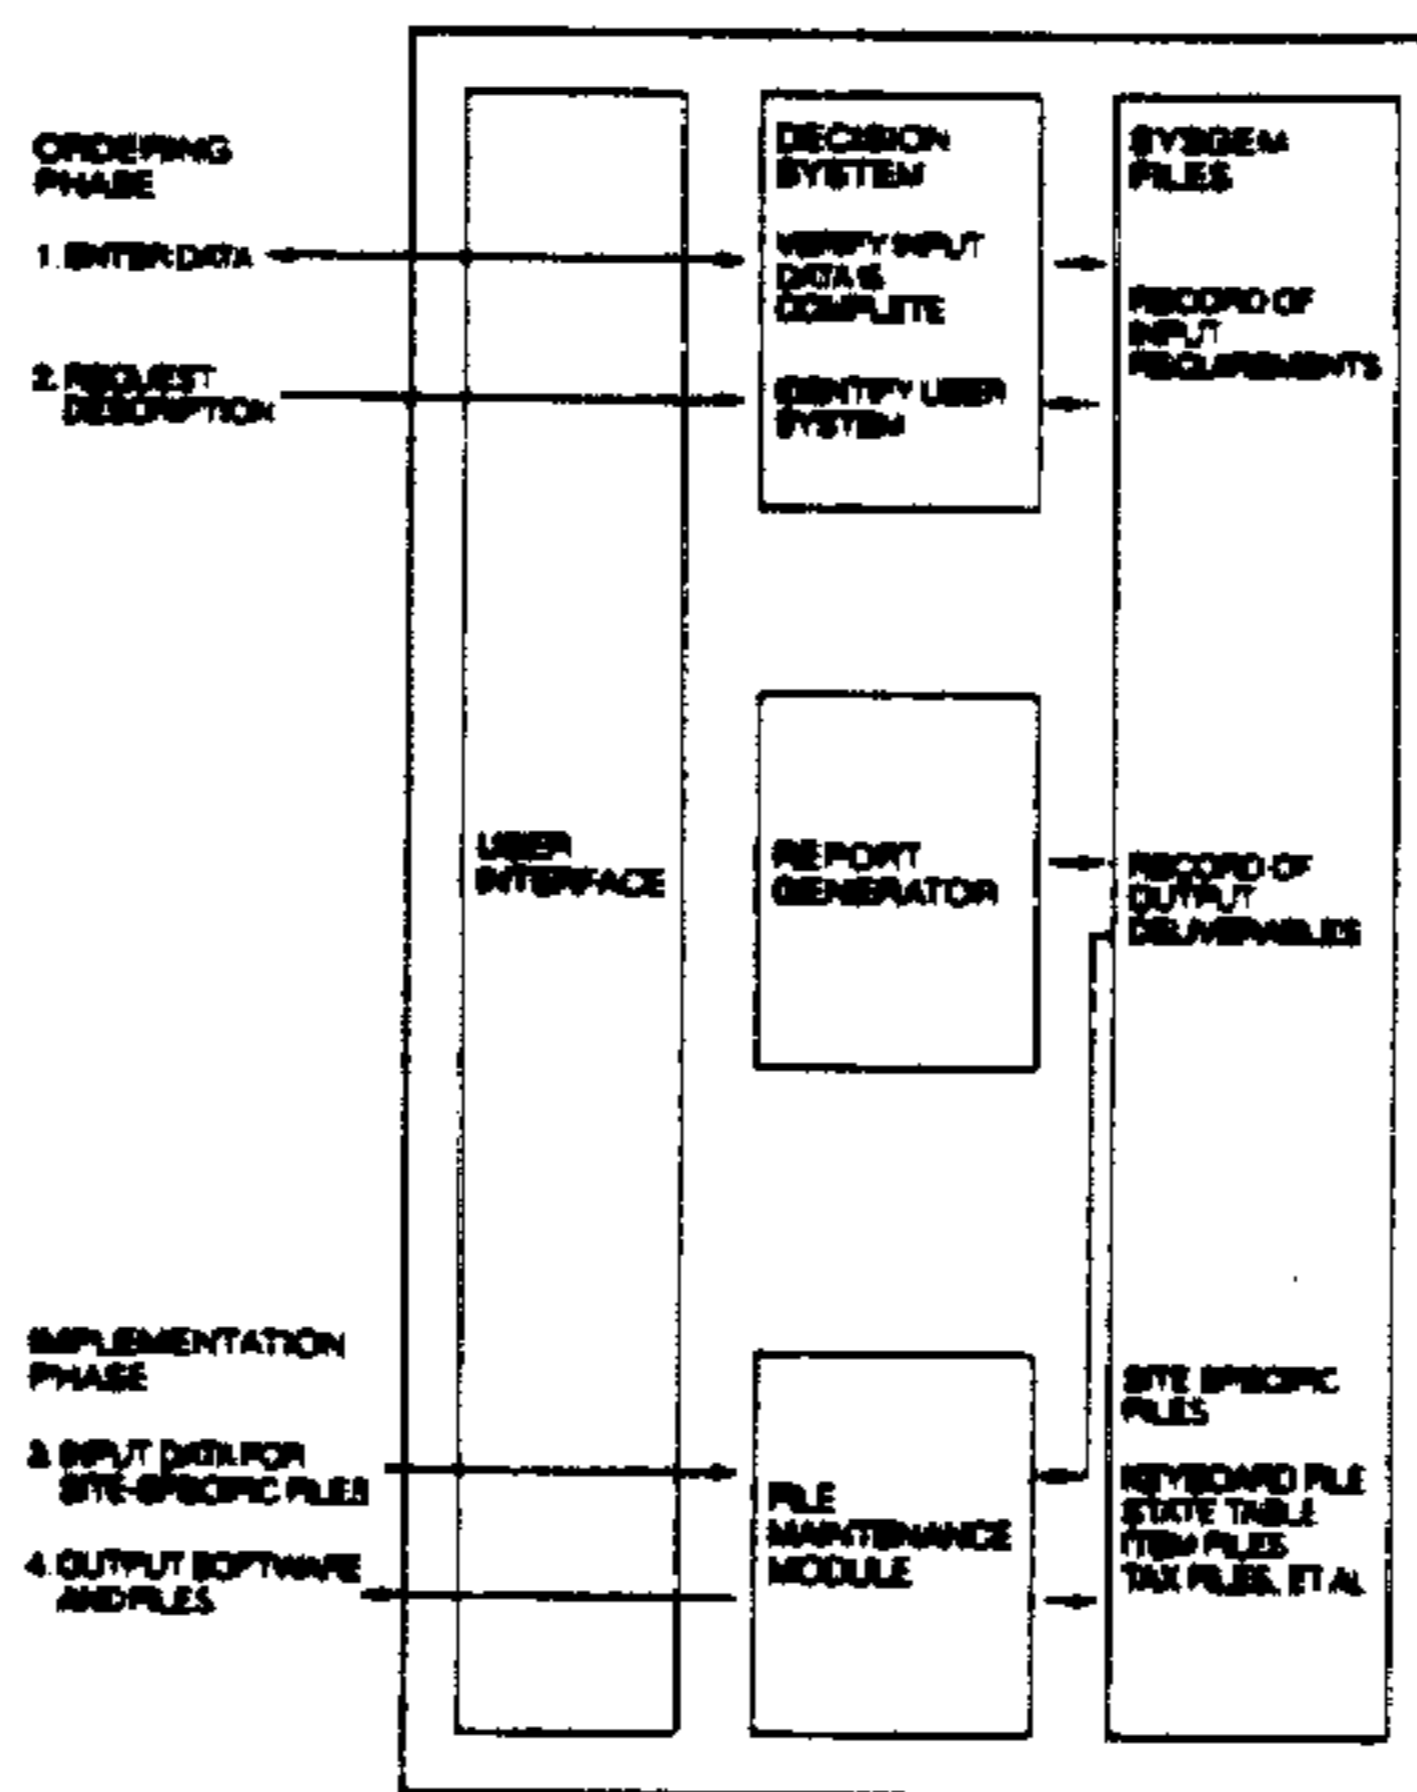 ORDERING
PHASE
1. ENTER DATA
2. REQUEST
DESCRIPTION
IMPLEMENTATION
PHASE
3. INPUT DATA FOR
SITE-SPECIFIC FILES
4. OUTPUT SOFTWARE
AND FILES
USER
INTERFACE
DECISION
SYSTEM
VERIFY INPUT
DATA IS
COMPLETE
IDENTIFY USER
SYSTEM
REPORT
GENERATOR
FILE
MAINTENANCE
MODULE
SYSGEM
FILES
RECORD OF
INPUT
REQUIREMENTS
RECORD OF
OUTPUT
DELIVERABLES
SITE SPECIFIC
FILES
KEYBOARD FILE
STATE TABLE
ITEM FILES
TAX FILES, ET AL